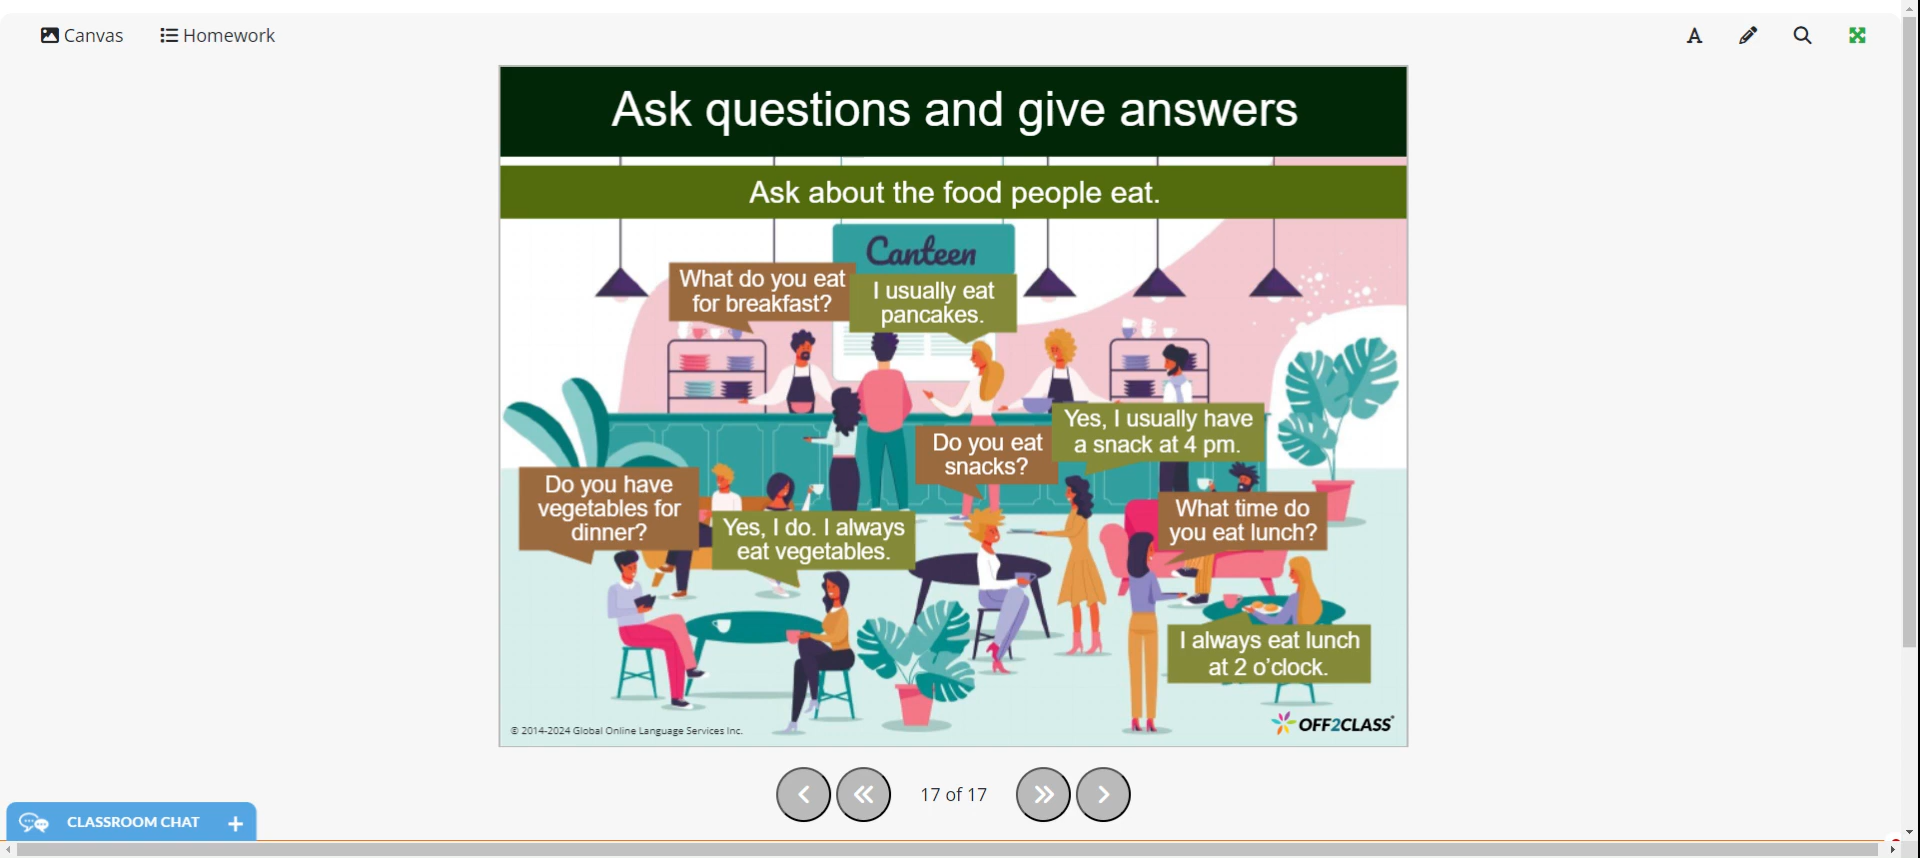 Canvas
Homework
A
Ask questions and give answers
Ask about the food people eat.
Canteen
What do you eat
for breakfast?
I usually eat
pancakes.
Yes, I usually have
a snack at 4 pm.
Do you eat
snacks?
Do you have
vegetables for
dinner?
Yes, I do. I always
eat vegetables.
What time do
you eat lunch?
I always eat lunch
at 2 o’clock.
© 2014-2024 Global Online Language Services Inc.
OFF2CLASS®
17 of 17
CLASSROOM CHAT +